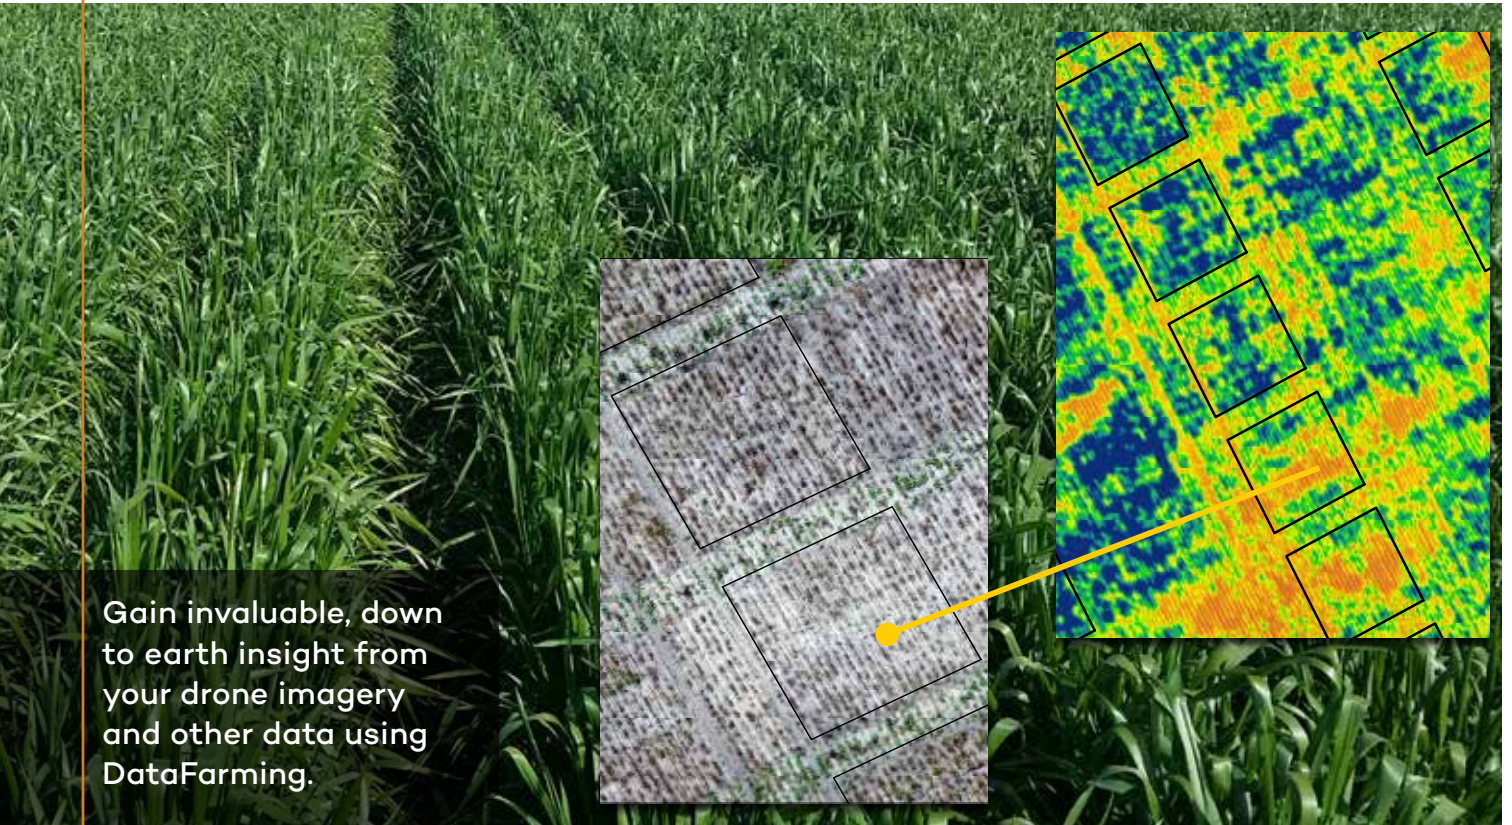 Gain invaluable, down
to earth insight from
your drone imagery
and other data using
DataFarming.